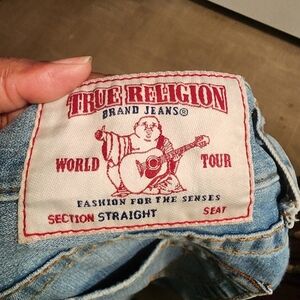 TRUE RELIGION
BRAND JEANS®
WORLD TOUR
FASHION FOR THE SENSES
SECTION STRAIGHT SEAT